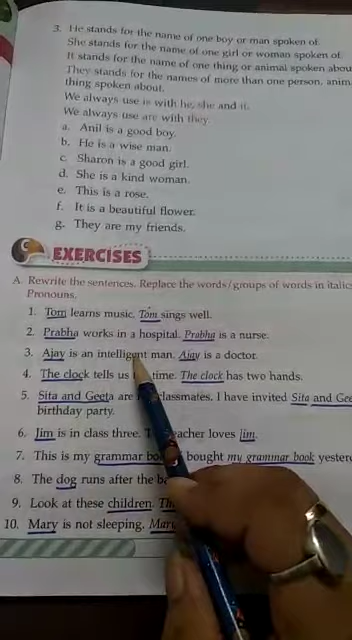 3. He stands for the name of one boy or man spoken of.
She stands for the name of one girl or woman spoken of.
It stands for the name of one thing or animal spoken abou
They stands for the names of more than one person, anim
thing spoken about.
We always use is with he, she and it.
We always use are with they.
a. Anil is a good boy.
b. He is a wise man.
c. Sharon is a good girl.
d. She is a kind woman.
e. This is a rose.
f. It is a beautiful flower.
g. They are my friends.
EXERCISES
A. Rewrite the sentences. Replace the words/groups of words in italics
Pronouns.
1. Tom learns music. Tom sings well.
2. Prabha works in a hospital. Prabha is a nurse.
3. Ajay is an intelligent man. Ajay is a doctor.
4. The clock tells us time. The clock has two hands.
5. Sita and Geeta are classmates. I have invited Sita and Gee
birthday party.
6. Jim is in class three. T eacher loves Jim.
7. This is my grammar bo bought my grammar book yester
8. The dog runs after the ba
9. Look at these children. Th
10. Mary is not sleeping. Mary